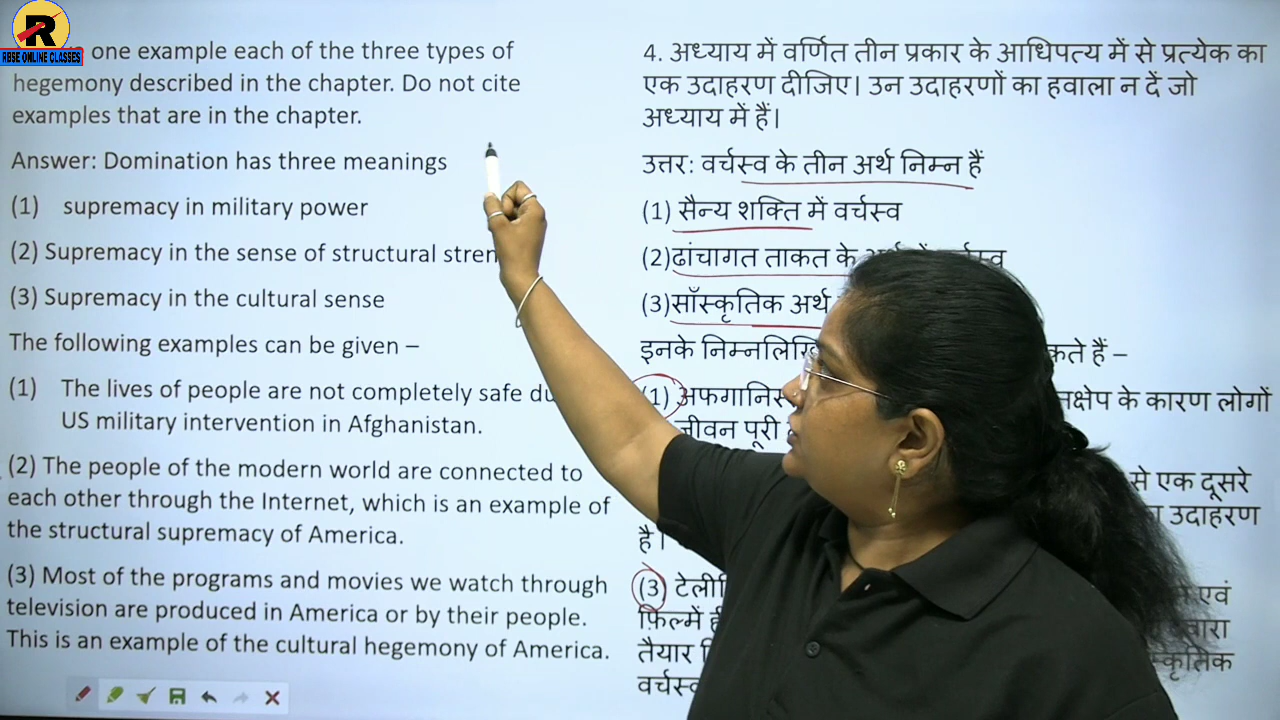 R
RBSE ONLINE CLASSES
one example each of the three types of
hegemony described in the chapter. Do not cite
examples that are in the chapter.
Answer: Domination has three meanings
(1) supremacy in military power
(2) Supremacy in the sense of structural stren
(3) Supremacy in the cultural sense
The following examples can be given –
(1) The lives of people are not completely safe du
US military intervention in Afghanistan.
(2) The people of the modern world are connected to
each other through the Internet, which is an example of
the structural supremacy of America.
(3) Most of the programs and movies we watch through
television are produced in America or by their people.
This is an example of the cultural hegemony of America.
4. अध्याय में वर्णित तीन प्रकार के आधिपत्य में से प्रत्येक का
एक उदाहरण दीजिए। उन उदाहरणों का हवाला न दें जो
अध्याय में हैं।
उत्तर: वर्चस्व के तीन अर्थ निम्न हैं
(1) सैन्य शक्ति में वर्चस्व
(2)ढांचागत ताकत के
(3)साँस्कृतिक अर्थ
इनके हैं –
(1) के कारण लोगों
जीवन पूरी
से एक दूसरे
उदाहरण
है।
(3) एवं
फ़िल्में
तैयार